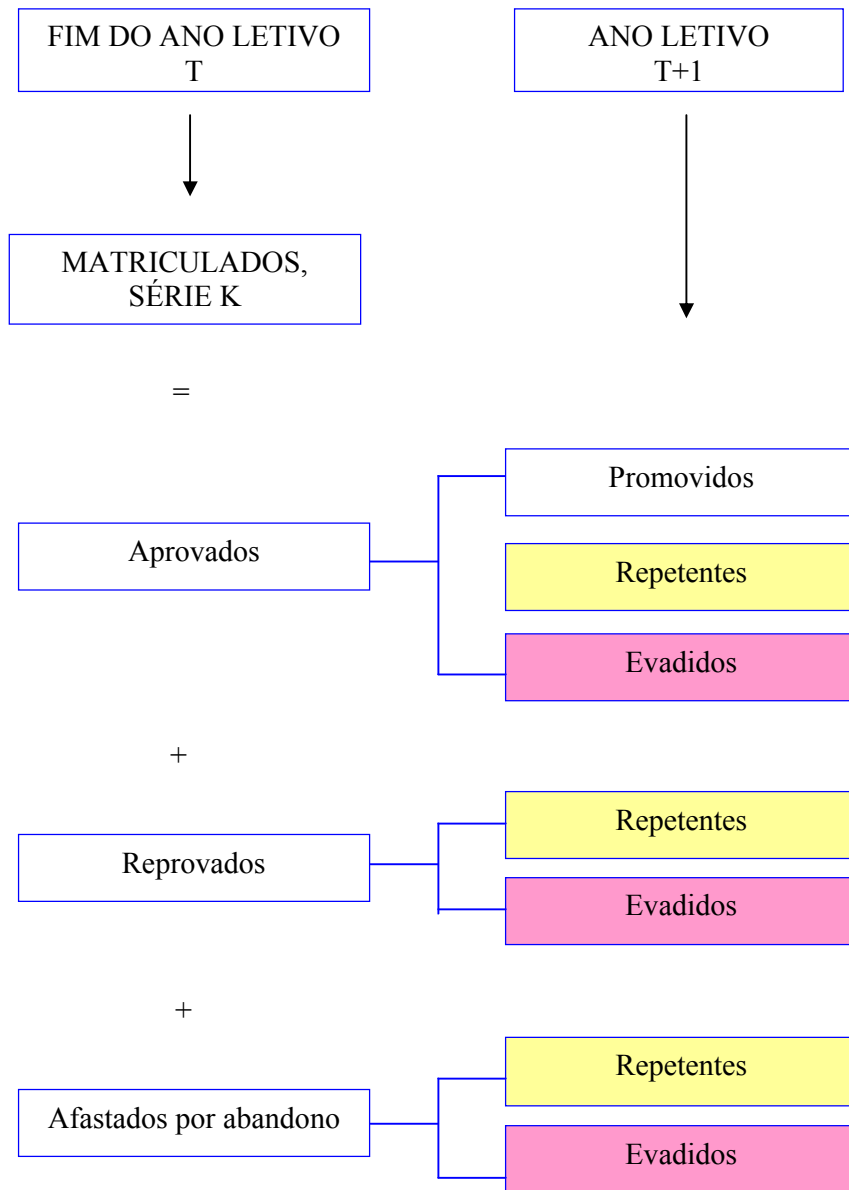 FIM DO ANO LETIVO
T
ANO LETIVO
T+1
MATRICULADOS,
SÉRIE K
=
Aprovados
Promovidos
Repetentes
Evadidos
+
Reprovados
Repetentes
Evadidos
+
Afastados por abandono
Repetentes
Evadidos